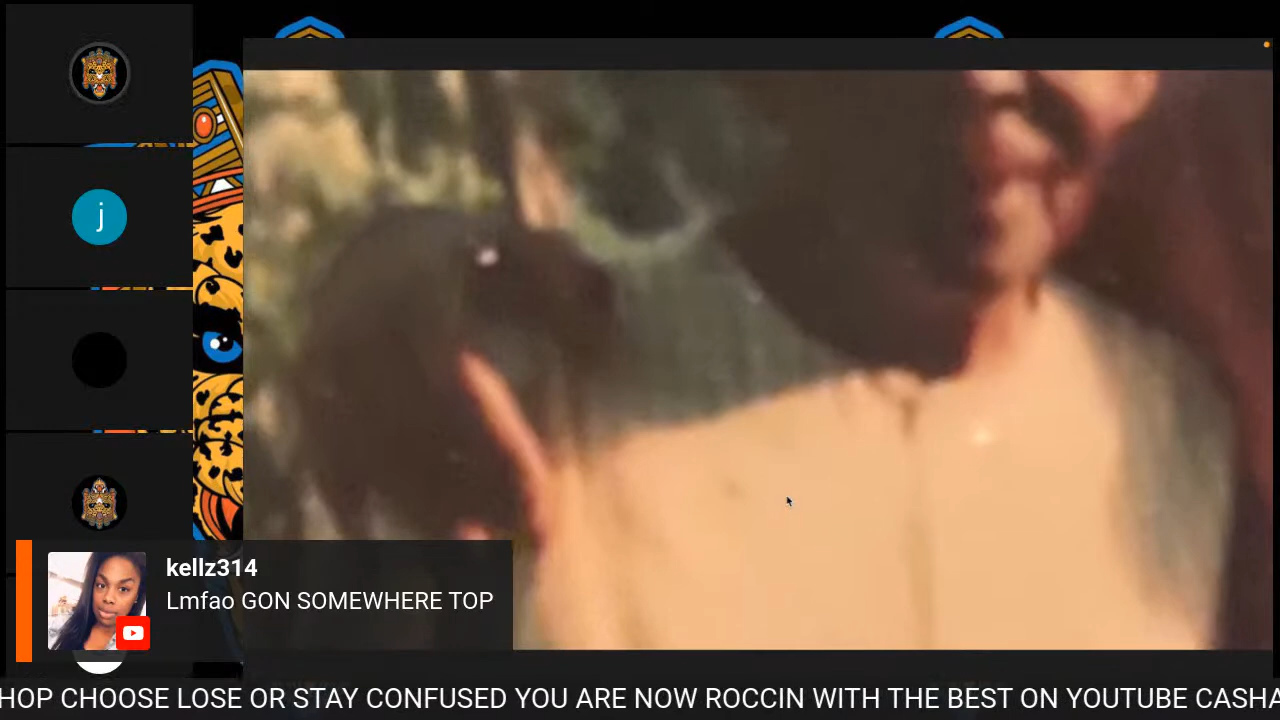 j
kellz314
Lmfao GON SOMEWHERE TOP
HOP CHOOSE LOSE OR STAY CONFUSED YOU ARE NOW ROCCIN WITH THE BEST ON YOUTUBE CASHA